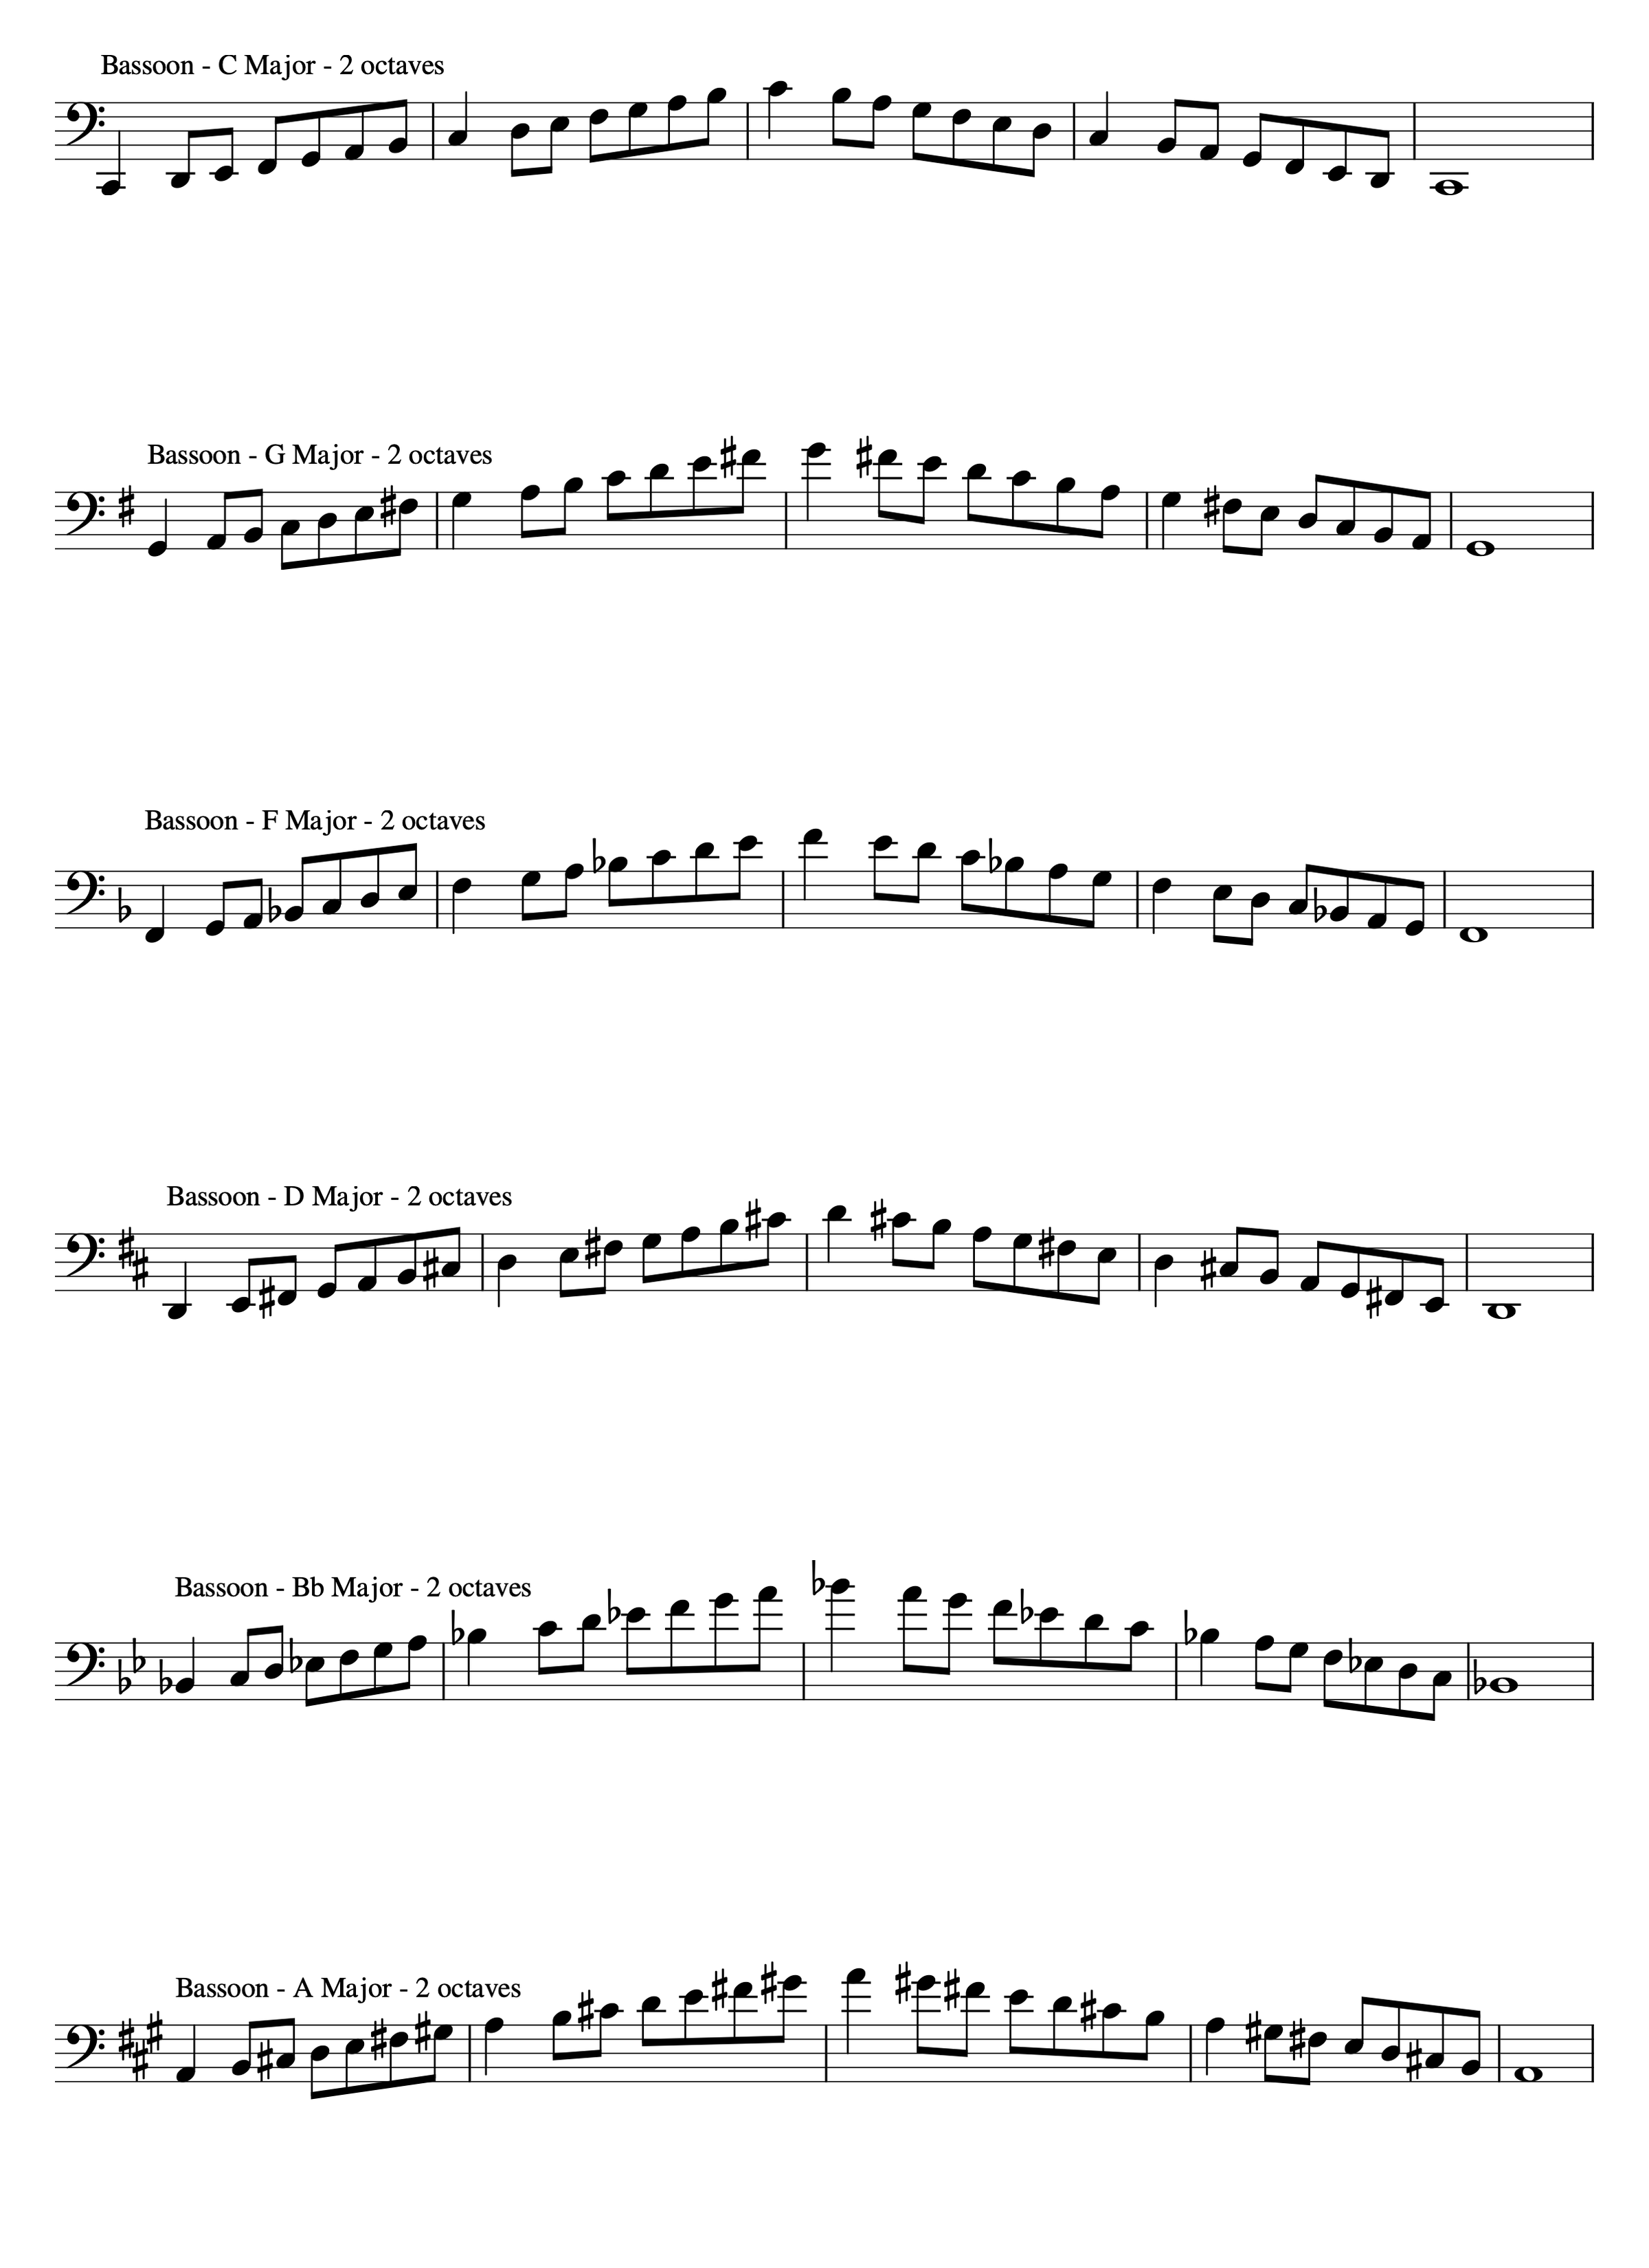 Bassoon - C Major - 2 octaves
Bassoon - G Major - 2 octaves
Bassoon - F Major - 2 octaves
Bassoon - D Major - 2 octaves
Bassoon - Bb Major - 2 octaves
Bassoon - A Major - 2 octaves